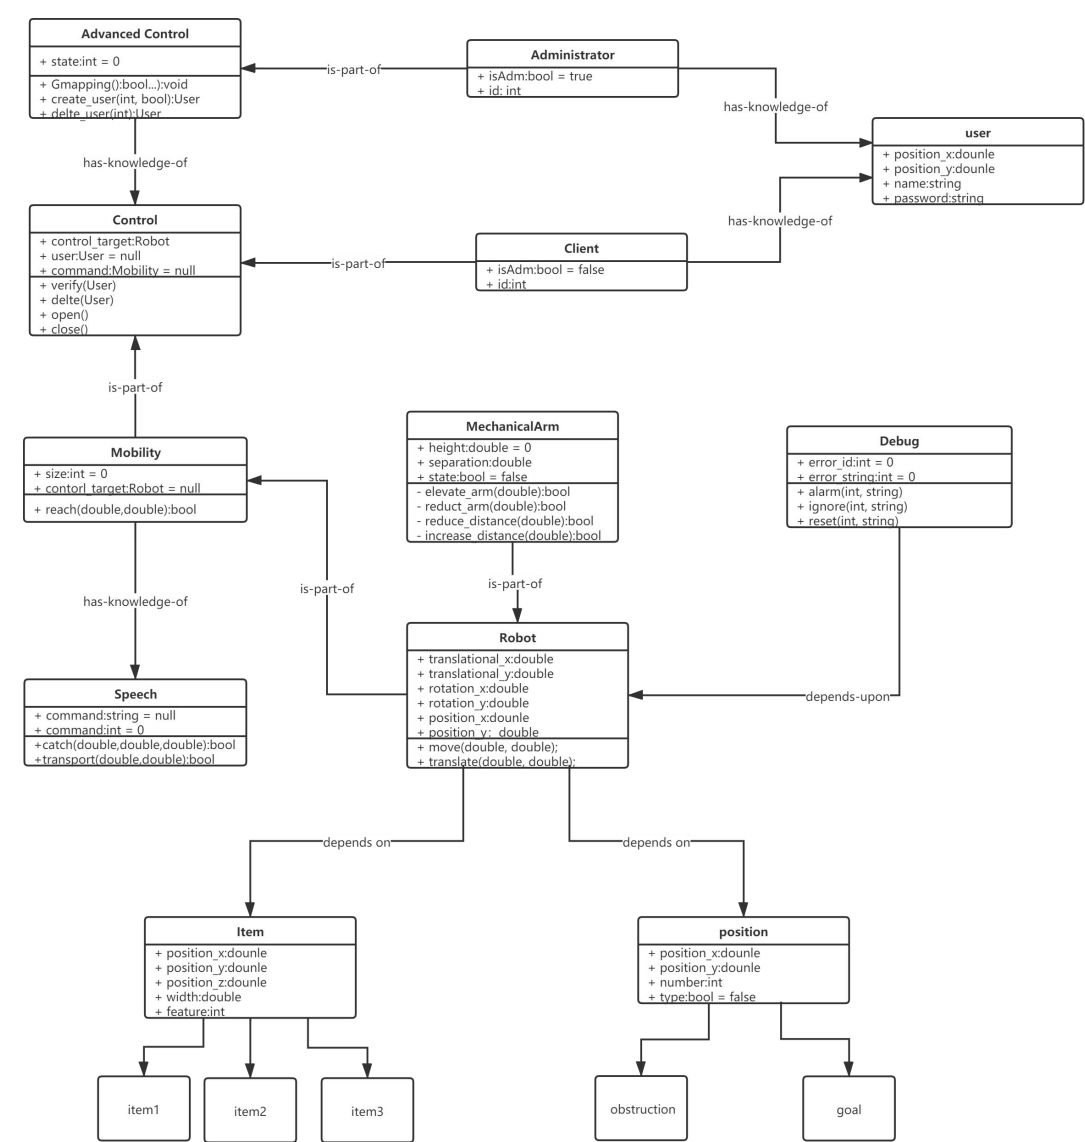 Advanced Control
+ state:int = 0
+ Gmapping():bool...):void
+ create_user(int, bool):User
+ delte_user(int):User
is-part-of
Administrator
+ isAdm:bool = true
+ id: int
has-knowledge-of
user
+ position_x:dounle
+ position_y:dounle
+ name:string
+ password:string
has-knowledge-of
Control
+ control_target:Robot
+ user:User = null
+ command:Mobility = null
+ verify(User)
+ delte(User)
+ open()
+ close()
is-part-of
Client
+ isAdm:bool = false
+ id:int
has-knowledge-of
is-part-of
Mobility
+ size:int = 0
+ contorl_target:Robot = null
+ reach(double,double):bool
MechanicalArm
+ height:double = 0
+ separation:double
+ state:bool = false
- elevate_arm(double):bool
- reduct_arm(double):bool
- reduce_distance(double):bool
- increase_distance(double):bool
Debug
+ error_id:int = 0
+ error_string:int = 0
+ alarm(int, string)
+ ignore(int, string)
+ reset(int, string)
has-knowledge-of
is-part-of
is-part-of
Speech
+ command:string = null
+ command:int = 0
+catch(double,double,double):bool
+transport(double,double):bool
Robot
+ translational_x:double
+ translational_y:double
+ rotation_x:double
+ rotation_y:double
+ position_x:dounle
+ position_y:  double
+ move(double, double);
+ translate(double, double);
depends-upon
depends on
depends on
Item
+ position_x:dounle
+ position_y:dounle
+ position_z:dounle
+ width:double
+ feature:int
position
+ position_x:dounle
+ position_y:dounle
+ number:int
+ type:bool = false
item1
item2
item3
obstruction
goal